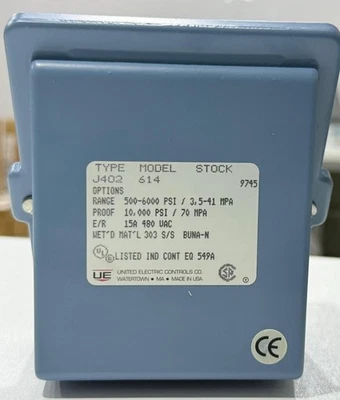 TYPE MODEL STOCK
J402 614
9745
OPTIONS
RANGE 500-6000 PSI / 3,5-41 MPA
PROOF 10,000 PSI / 70 MPA
E/R 15A 480 VAC
WET'D MAT'L 303 S/S BUNA-N
UL LISTED IND CONT EQ 549A
UE UNITED ELECTRIC CONTROLS CO.
WATERTOWN • MA • MADE IN USA
SA
CE